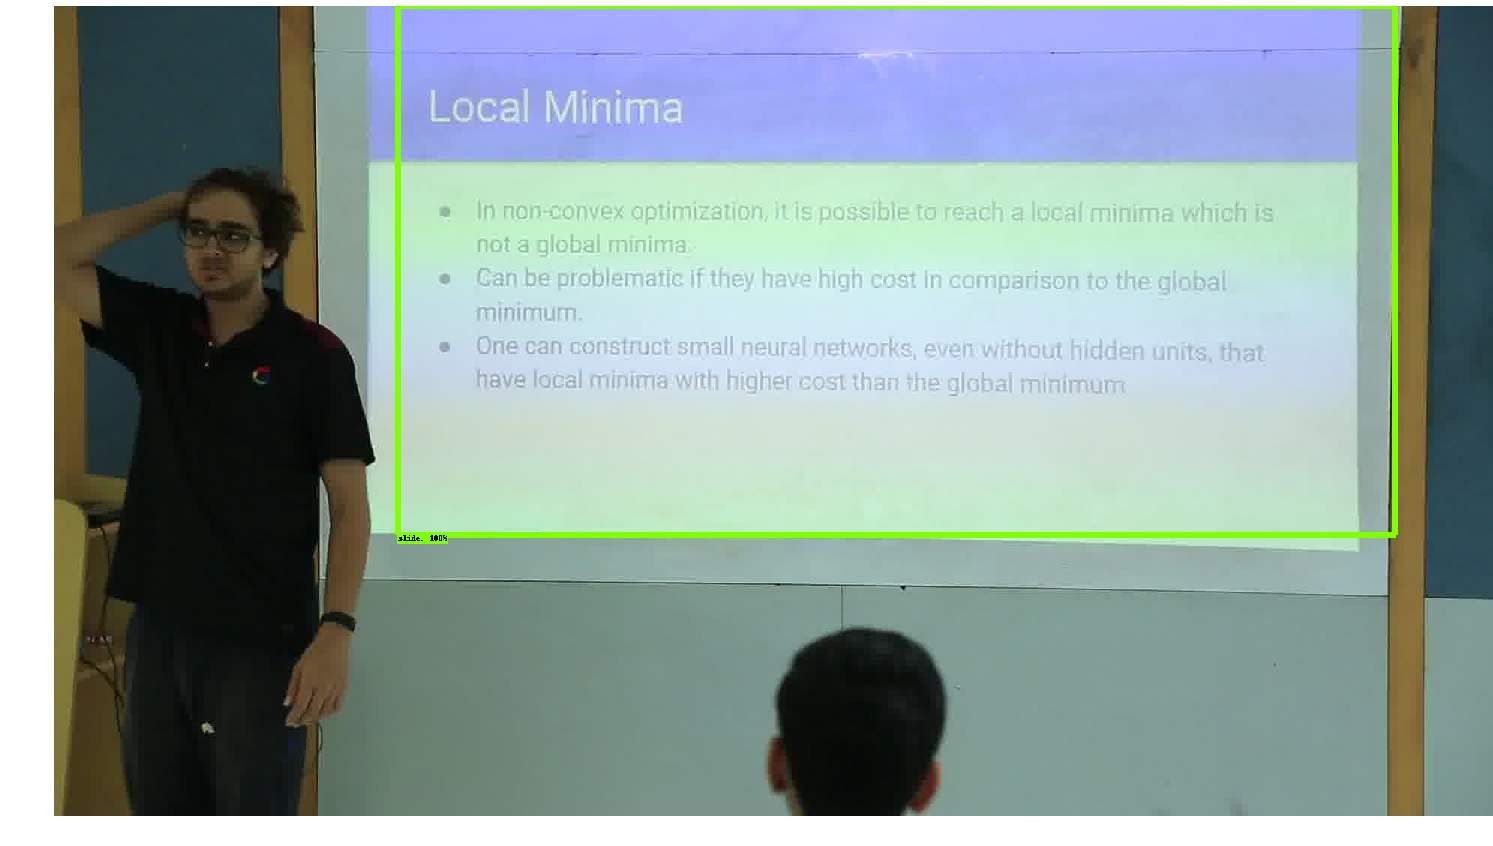 Local Minima
● In non-convex optimization, it is possible to reach a local minima which is
not a global minima.
● Can be problematic if they have high cost in comparison to the global
minimum.
● One can construct small neural networks, even without hidden units, that
have local minima with higher cost than the global minimum
slide. 100%